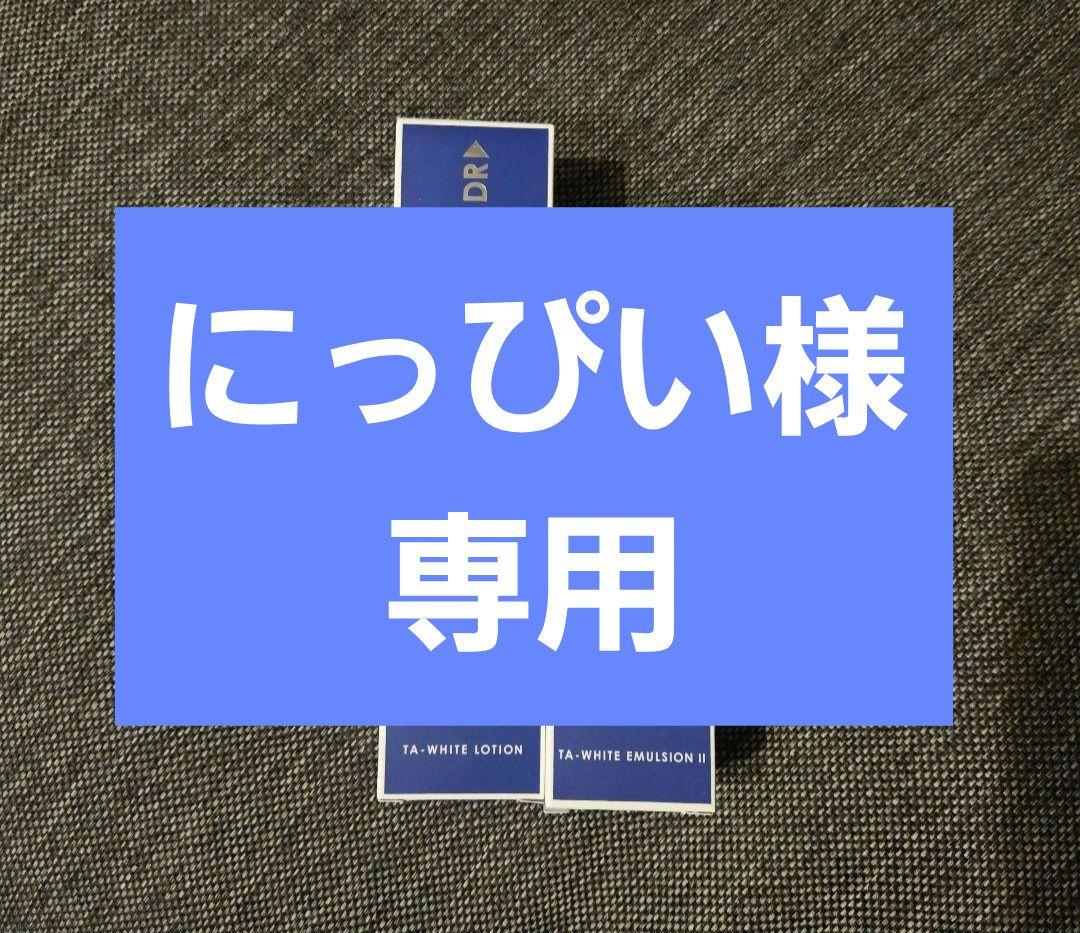 DR
にっぴい様
専用
TA-WHITE LOTION
TA-WHITE EMULSION II